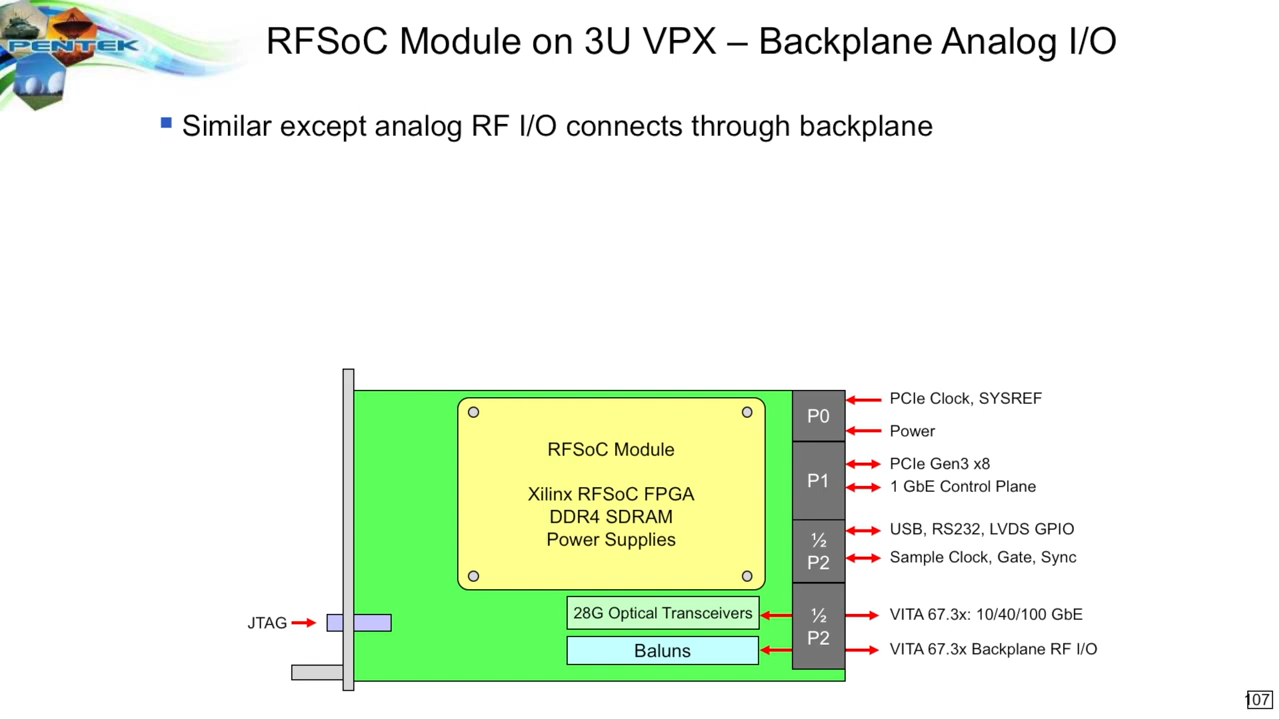 PENTEK
RFSoC Module on 3U VPX – Backplane Analog I/O
▪ Similar except analog RF I/O connects through backplane
RFSoC Module
Xilinx RFSoC FPGA
DDR4 SDRAM
Power Supplies
28G Optical Transceivers
Baluns
JTAG
P0
P1
½
P2
½
P2
PCIe Clock, SYSREF
Power
PCIe Gen3 x8
1 GbE Control Plane
USB, RS232, LVDS GPIO
Sample Clock, Gate, Sync
VITA 67.3x: 10/40/100 GbE
VITA 67.3x Backplane RF I/O
107